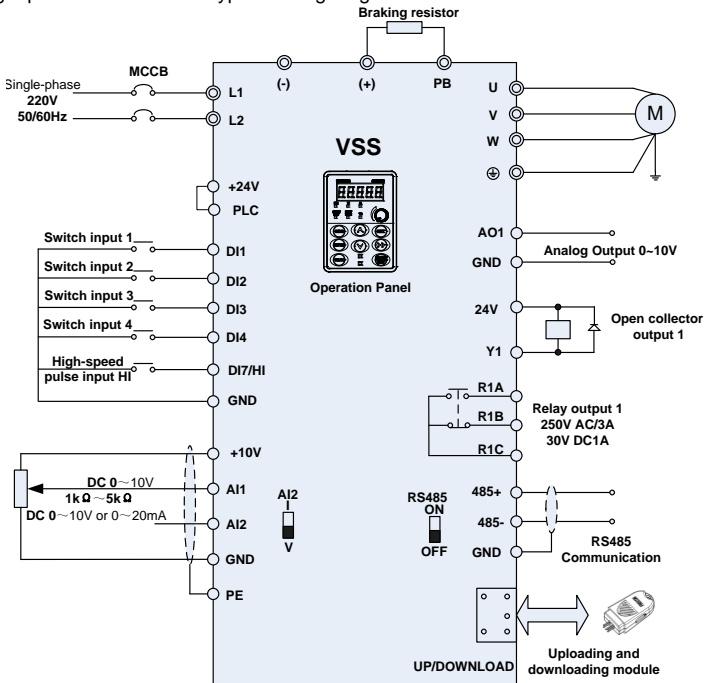 Braking resistor
MCCB
Single-phase
220V
50/60Hz
L1
L2
(-)
(+)
PB
U
V
W
M
VSS
+24V
PLC
Operation Panel
Switch input 1
DI1
Switch input 2
DI2
Switch input 3
DI3
Switch input 4
DI4
High-speed
pulse input HI
DI7/HI
GND
AO1
GND
Analog Output 0~10V
24V
Y1
Open collector
output 1
R1A
R1B
R1C
Relay output 1
250V AC/3A
30V DC1A
+10V
DC 0～10V
1kΩ～5kΩ
AI1
DC 0～10V or 0～20mA
AI2
GND
PE
AI2
I
V
RS485
ON
OFF
485+
485-
GND
RS485
Communication
UP/DOWNLOAD
Uploading and
downloading module